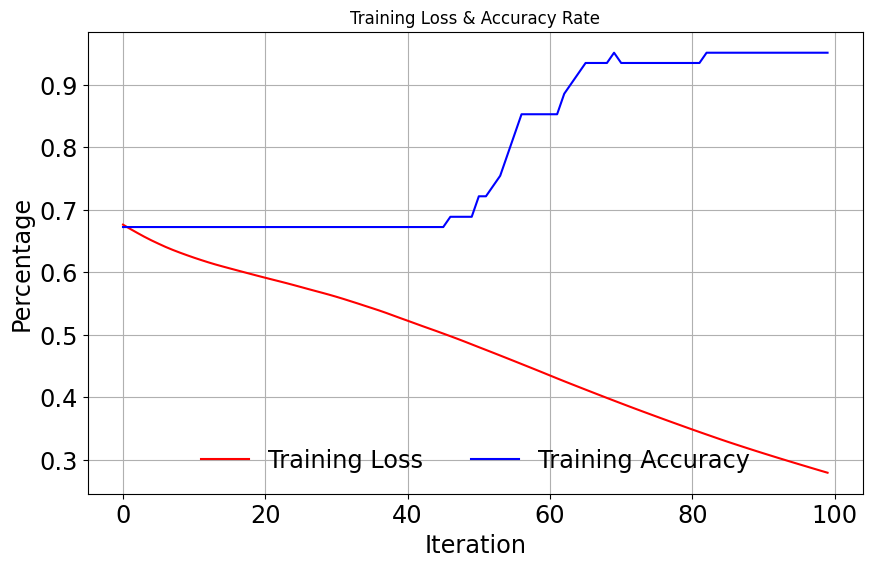 Training Loss & Accuracy Rate
Percentage
0.9
0.8
0.7
0.6
0.5
0.4
0.3
Training Loss
Training Accuracy
0
20
40
60
80
100
Iteration